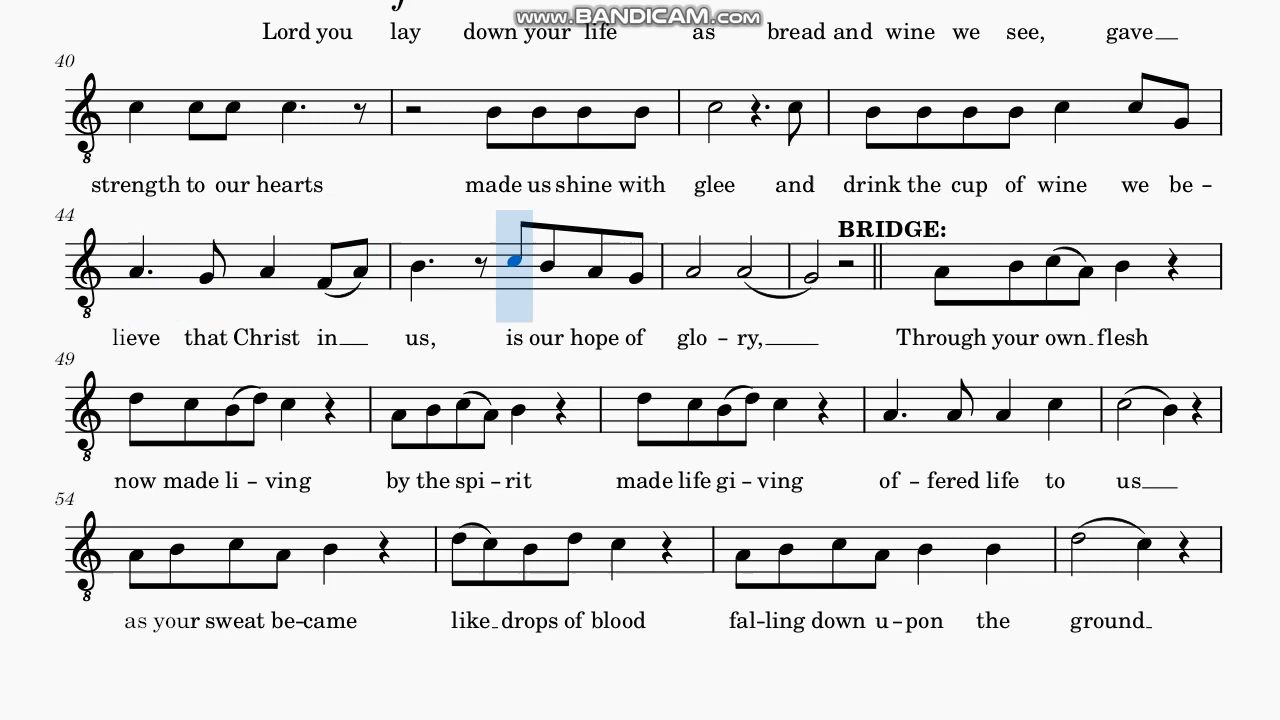 www.BANDICAM.com
f
Lord you lay down your life as bread and wine we see, gave
40
strength to our hearts made us shine with glee and drink the cup of wine we be-
44
BRIDGE:
lieve that Christ in us, is our hope of glo - ry, Through your own flesh
49
now made li - ving by the spi - rit made life gi - ving of - fered life to us
54
as your sweat be-came like drops of blood fal-ling down u-pon the ground